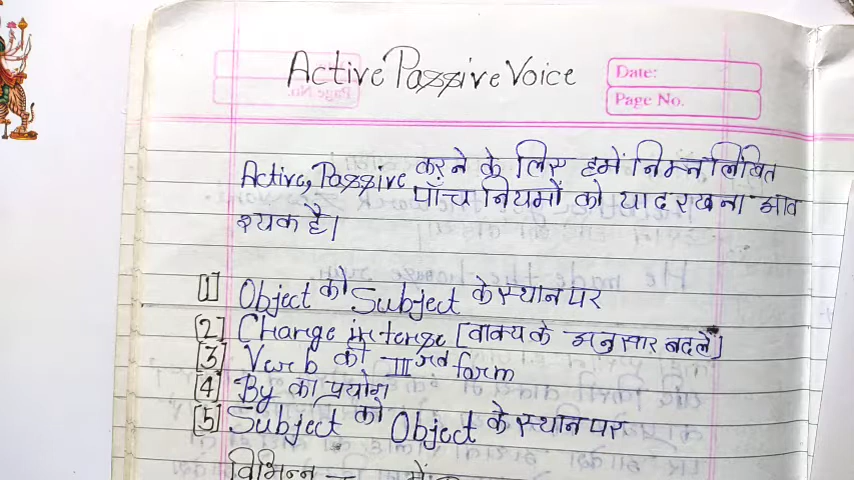 Active Passive Voice
Date:
Page No.
Active, Passive करने के लिए हमें निम्न लिखित
पाँच नियमों को याद रखना आव
श्यक है।
[1] Object को Subject के स्थान पर
[2] Change in tense [वाक्य के अनुसार बदलें]
[3] Verb की III rd form
[4] By का प्रयोग
[5] Subject को Object के स्थान पर
विभिन्न